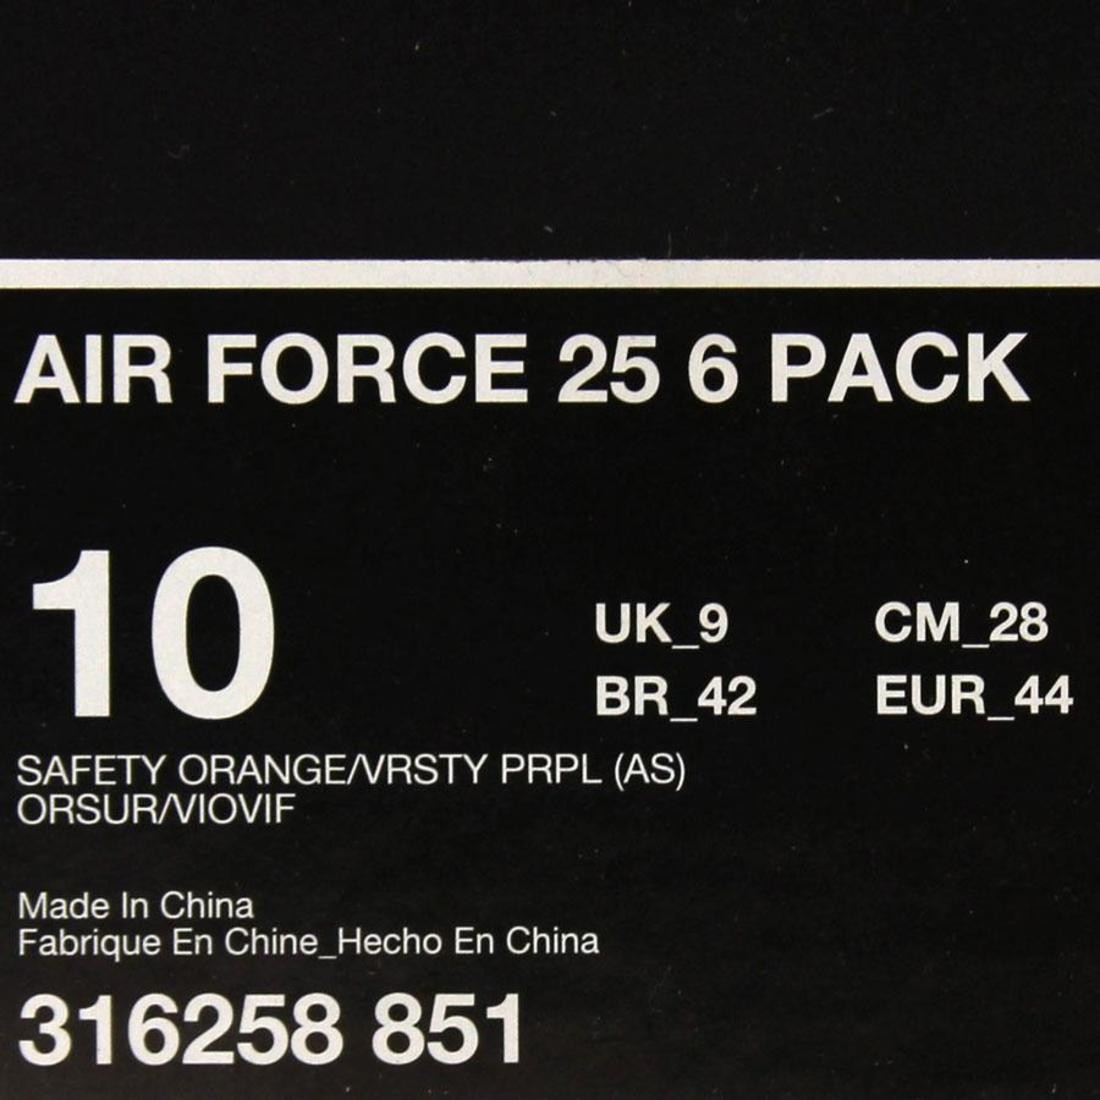 AIR FORCE 25 6 PACK
10
UK_9 CM_28
BR_42 EUR_44
SAFETY ORANGE/VRSTY PRPL (AS)
ORSUR/VIOVIF
Made In China
Fabrique En Chine_Hecho En China
316258 851